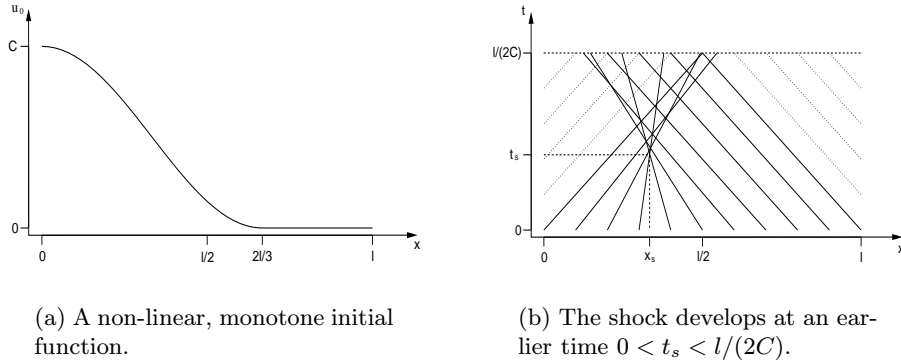 u₀
C
0
0
l/2
2l/3
l
x
(a) A non-linear, monotone initial
function.
t
l/(2C)
tₛ
0
0
xₛ
l/2
l
x
(b) The shock develops at an ear-
lier time 0 < tₛ < l/(2C).